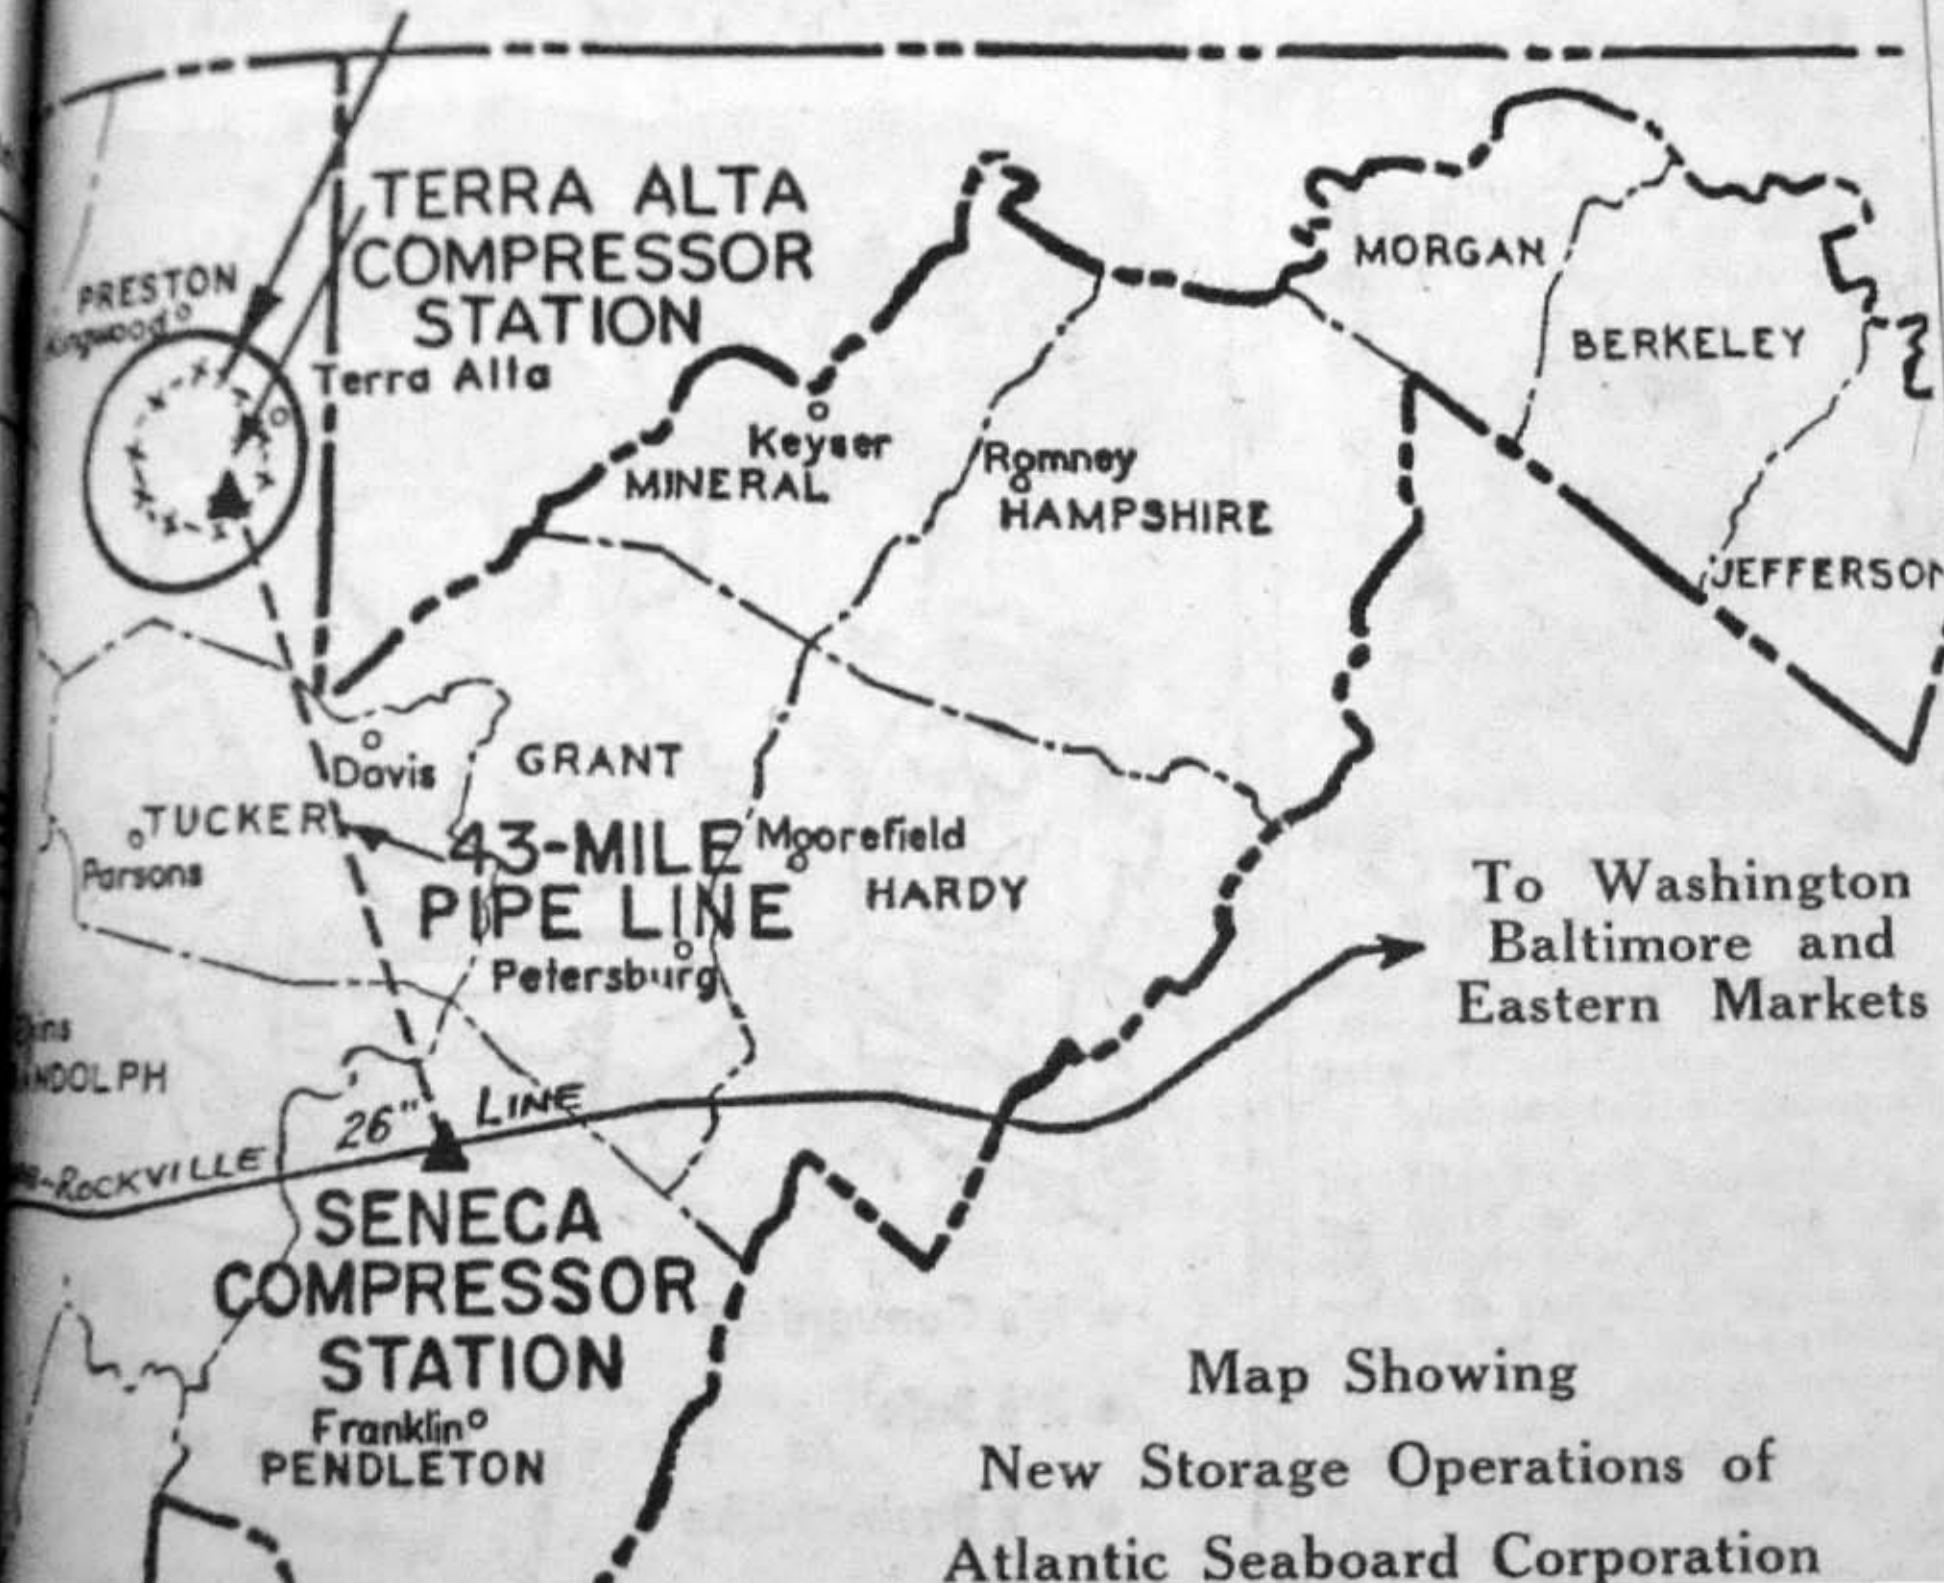 TERRA ALTA
COMPRESSOR
STATION
PRESTON
Kingwood
Terra Alta
MORGAN
BERKELEY
Keyser
MINERAL
Romney
HAMPSHIRE
JEFFERSON
Davis
GRANT
TUCKER
Parsons
43-MILE
PIPE LINE
Moorefield
HARDY
Petersburg
To Washington
Baltimore and
Eastern Markets
26" LINE
-ROCKVILLE
SENECA
COMPRESSOR
STATION
Franklin
PENDLETON
Map Showing
New Storage Operations of
Atlantic Seaboard Corporation